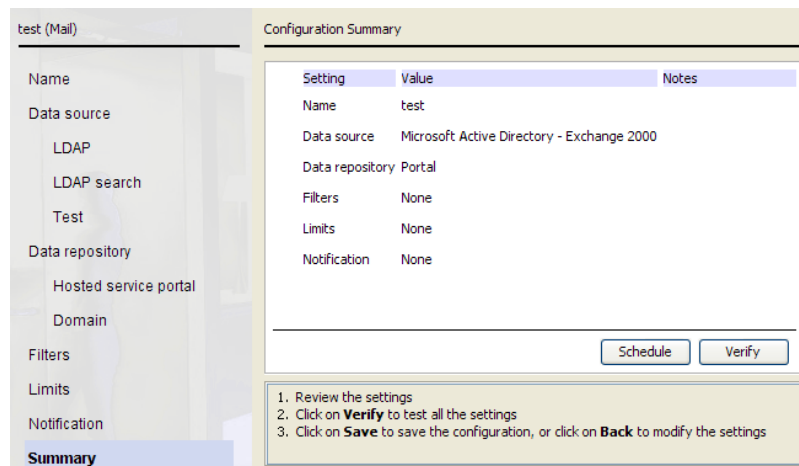 test (Mail)
Name
Data source
LDAP
LDAP search
Test
Data repository
Hosted service portal
Domain
Filters
Limits
Notification
Summary
Configuration Summary
Setting Value Notes
Name test
Data source Microsoft Active Directory - Exchange 2000
Data repository Portal
Filters None
Limits None
Notification None
Schedule Verify
1. Review the settings
2. Click on Verify to test all the settings
3. Click on Save to save the configuration, or click on Back to modify the settings